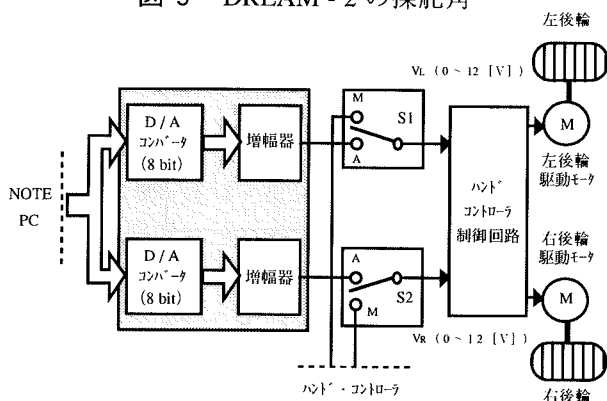 図 5 DREAM - 2 の操舵角
左後輪
VL ( 0 ~ 12 [V] )
M
S1
A
D / A
コンバータ
(8 bit)
増幅器
M
左後輪
駆動モータ
NOTE
PC
ハンド
コントローラ
制御回路
右後輪
駆動モータ
D / A
コンバータ
(8 bit)
増幅器
A
M
S2
M
VR ( 0 ~ 12 [V] )
ハンド・コントローラ
右後輪